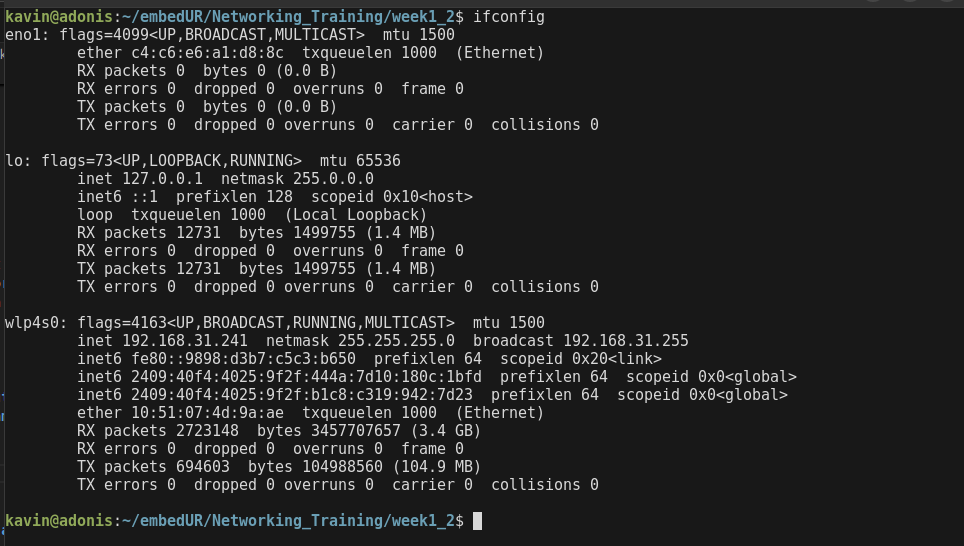 kavin@adonis:~/embedUR/Networking_Training/week1_2$ ifconfig
eno1: flags=4099<UP,BROADCAST,MULTICAST>  mtu 1500
        ether c4:c6:e6:a1:d8:8c  txqueuelen 1000  (Ethernet)
        RX packets 0  bytes 0 (0.0 B)
        RX errors 0  dropped 0  overruns 0  frame 0
        TX packets 0  bytes 0 (0.0 B)
        TX errors 0  dropped 0 overruns 0  carrier 0  collisions 0

lo: flags=73<UP,LOOPBACK,RUNNING>  mtu 65536
        inet 127.0.0.1  netmask 255.0.0.0
        inet6 ::1  prefixlen 128  scopeid 0x10<host>
        loop  txqueuelen 1000  (Local Loopback)
        RX packets 12731  bytes 1499755 (1.4 MB)
        RX errors 0  dropped 0  overruns 0  frame 0
        TX packets 12731  bytes 1499755 (1.4 MB)
        TX errors 0  dropped 0 overruns 0  carrier 0  collisions 0

wlp4s0: flags=4163<UP,BROADCAST,RUNNING,MULTICAST>  mtu 1500
        inet 192.168.31.241  netmask 255.255.255.0  broadcast 192.168.31.255
        inet6 fe80::9898:d3b7:c5c3:b650  prefixlen 64  scopeid 0x20<link>
        inet6 2409:40f4:4025:9f2f:444a:7d10:180c:1bfd  prefixlen 64  scopeid 0x0<global>
        inet6 2409:40f4:4025:9f2f:b1c8:c319:942:7d23  prefixlen 64  scopeid 0x0<global>
        ether 10:51:07:4d:9a:ae  txqueuelen 1000  (Ethernet)
        RX packets 2723148  bytes 3457707657 (3.4 GB)
        RX errors 0  dropped 0  overruns 0  frame 0
        TX packets 694603  bytes 104988560 (104.9 MB)
        TX errors 0  dropped 0 overruns 0  carrier 0  collisions 0

kavin@adonis:~/embedUR/Networking_Training/week1_2$